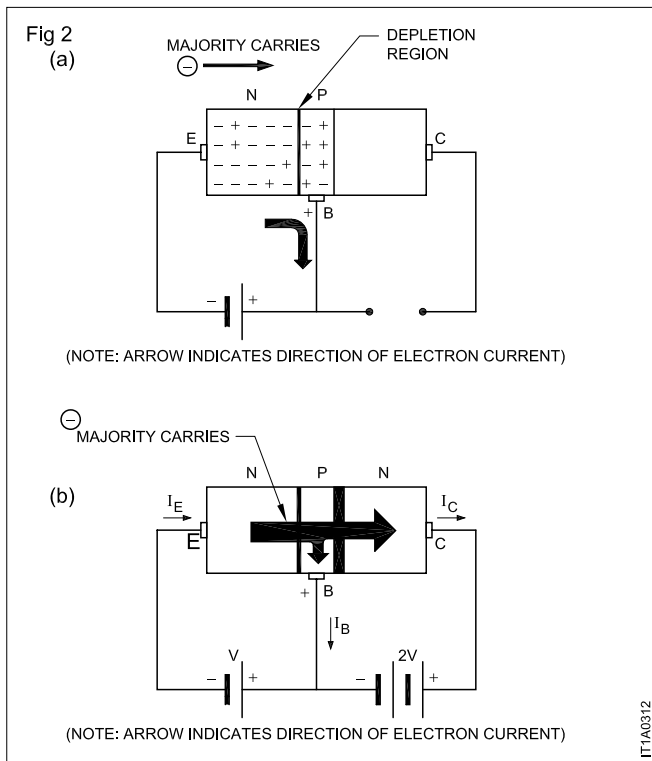 Fig 2
(a)
MAJORITY CARRIES
−
DEPLETION
REGION
N P
E
C
− + − − − − +
− + − − − + +
− − − − + − +
− − − + − + −
+ B
− +
(NOTE: ARROW INDICATES DIRECTION OF ELECTRON CURRENT)
−
MAJORITY CARRIES
(b)
N P N
I_E
I_C
E
C
+ B
I_B
V
2V
− +
− +
(NOTE: ARROW INDICATES DIRECTION OF ELECTRON CURRENT)
IT1A0312